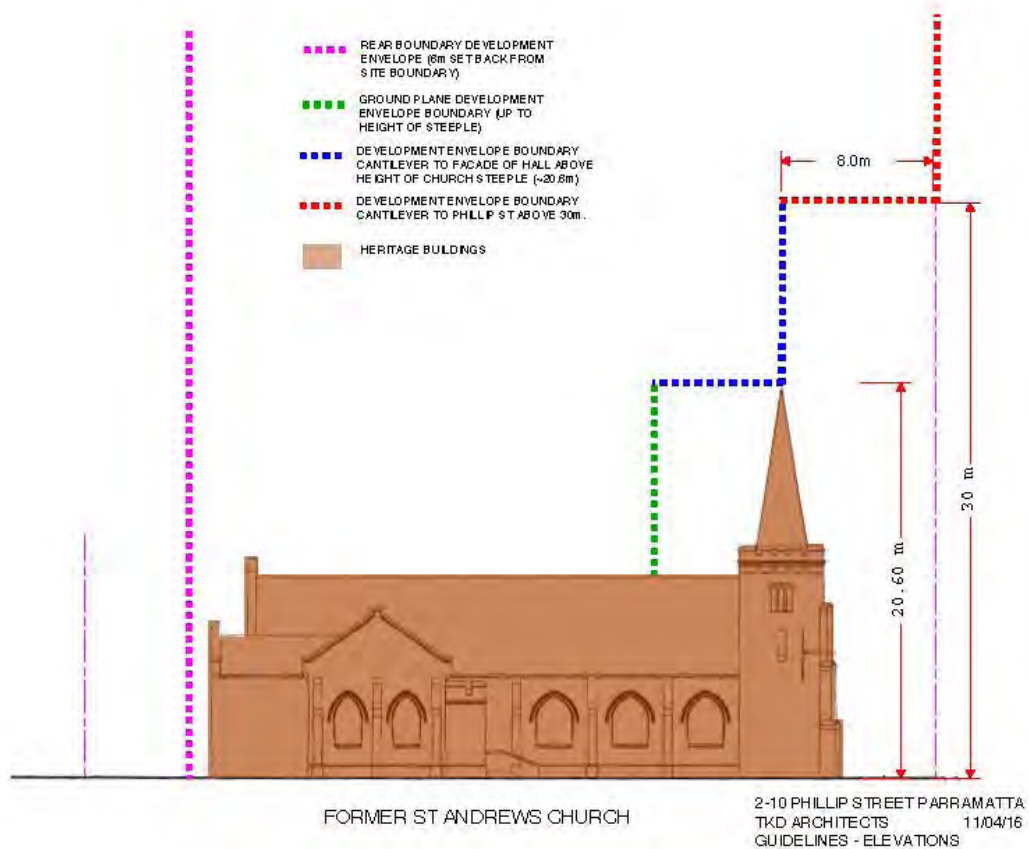 REAR BOUNDARY DEVELOPMENT
ENVELOPE (6m SET BACK FROM
SITE BOUNDARY)
GROUND PLANE DEVELOPMENT
ENVELOPE BOUNDARY (UP TO
HEIGHT OF STEEPLE)
DEVELOPMENT ENVELOPE BOUNDARY
CANTILEVER TO FACADE OF HALL ABOVE
HEIGHT OF CHURCH STEEPLE (~20.6m)
DEVELOPMENT ENVELOPE BOUNDARY
CANTILEVER TO PHILLIP ST ABOVE 30m.
HERITAGE BUILDINGS
8.0m
30 m
20.60 m
FORMER ST ANDREWS CHURCH
2-10 PHILLIP STREET PARRAMATTA
TKD ARCHITECTS 11/04/16
GUIDELINES - ELEVATIONS